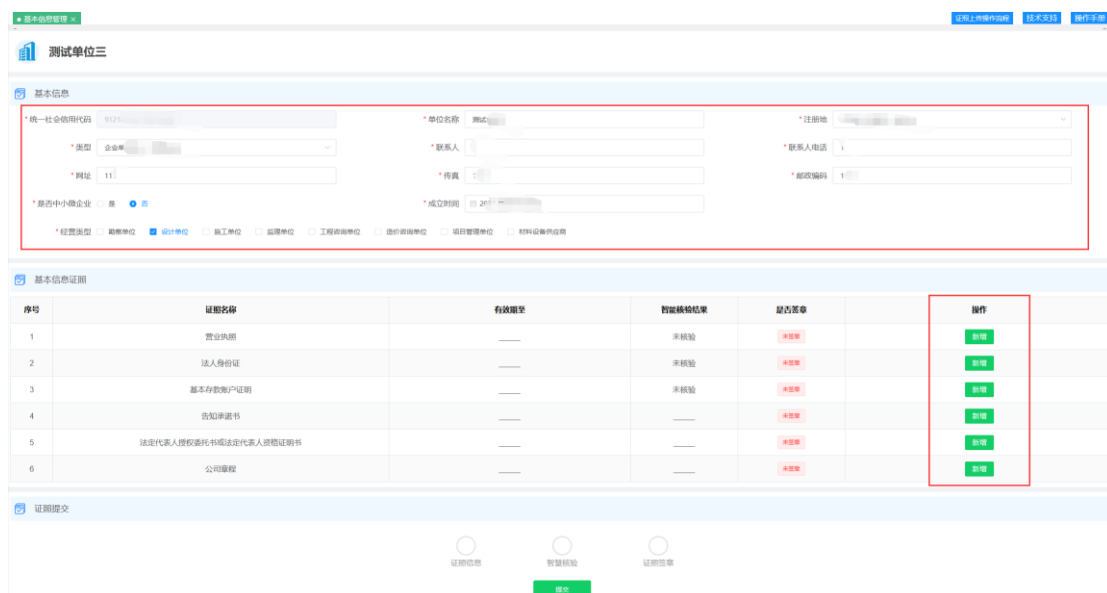 基本信息管理 ×
证照上传操作流程 技术支持 操作手册
测试单位三
基本信息
*统一社会信用代码 9121 *单位名称 测试 *注册地
*类型 企业 *联系人 *联系人电话 1
*网址 11 *传真 *邮政编码 1
*是否中小微企业 是 否 *成立时间 20
*经营类型 勘察单位 设计单位 施工单位 监理单位 工程咨询单位 造价咨询单位 项目管理单位 材料设备供应商
基本信息证照
序号 证照名称 有效期至 智能核验结果 是否签章 操作
1 营业执照 未核验 未签章 新增
2 法人身份证 未核验 未签章 新增
3 基本存款账户证明 未核验 未签章 新增
4 告知承诺书 未签章 新增
5 法定代表人授权委托书或法定代表人资格证明书 未签章 新增
6 公司章程 未签章 新增
证照提交
证照信息 智慧核验 证照签章
提交